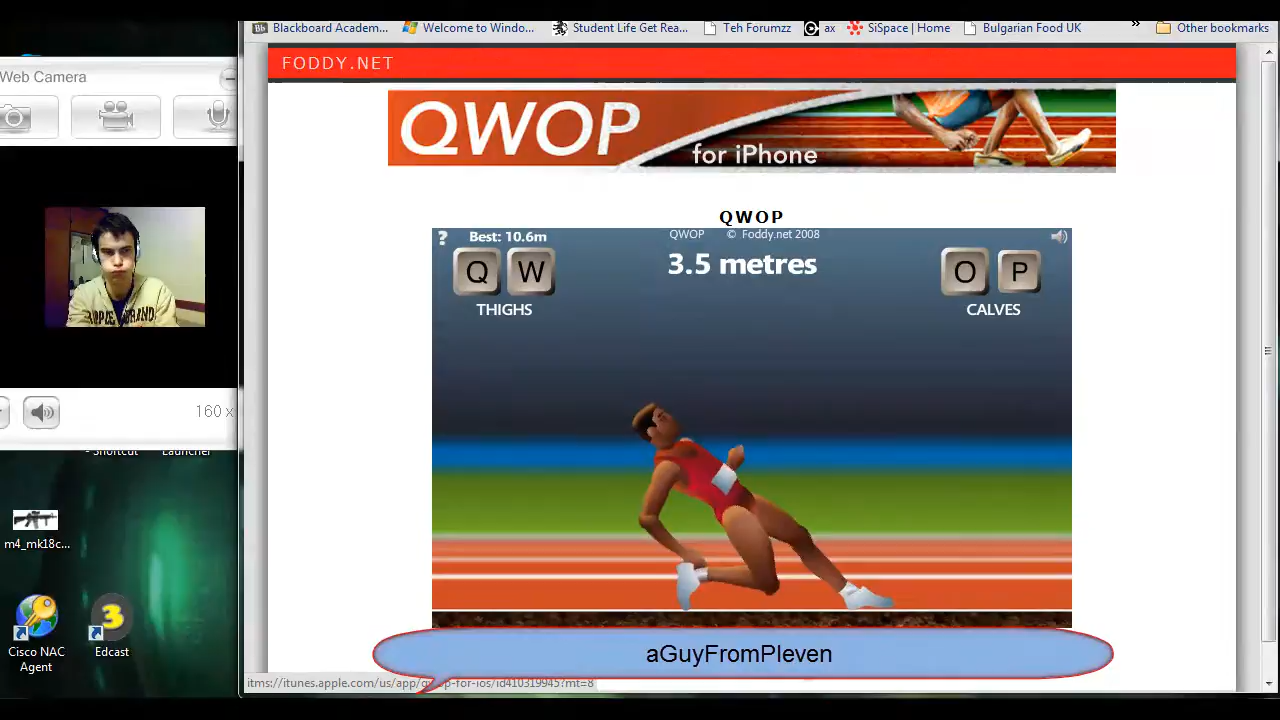 Blackboard Academ...
Welcome to Windo...
Student Life Get Rea...
Teh Forumzz
ax
SiSpace | Home
Bulgarian Food UK
»
Other bookmarks
Web Camera
FODDY.NET
QWOP
for iPhone
QWOP
? Best: 10.6m
QWOP © Foddy.net 2008
3.5 metres
Q W
O P
THIGHS
CALVES
160 x
- Shortcut
Launcher
m4_mk18c...
3
Cisco NAC
Agent
Edcast
aGuyFromPleven